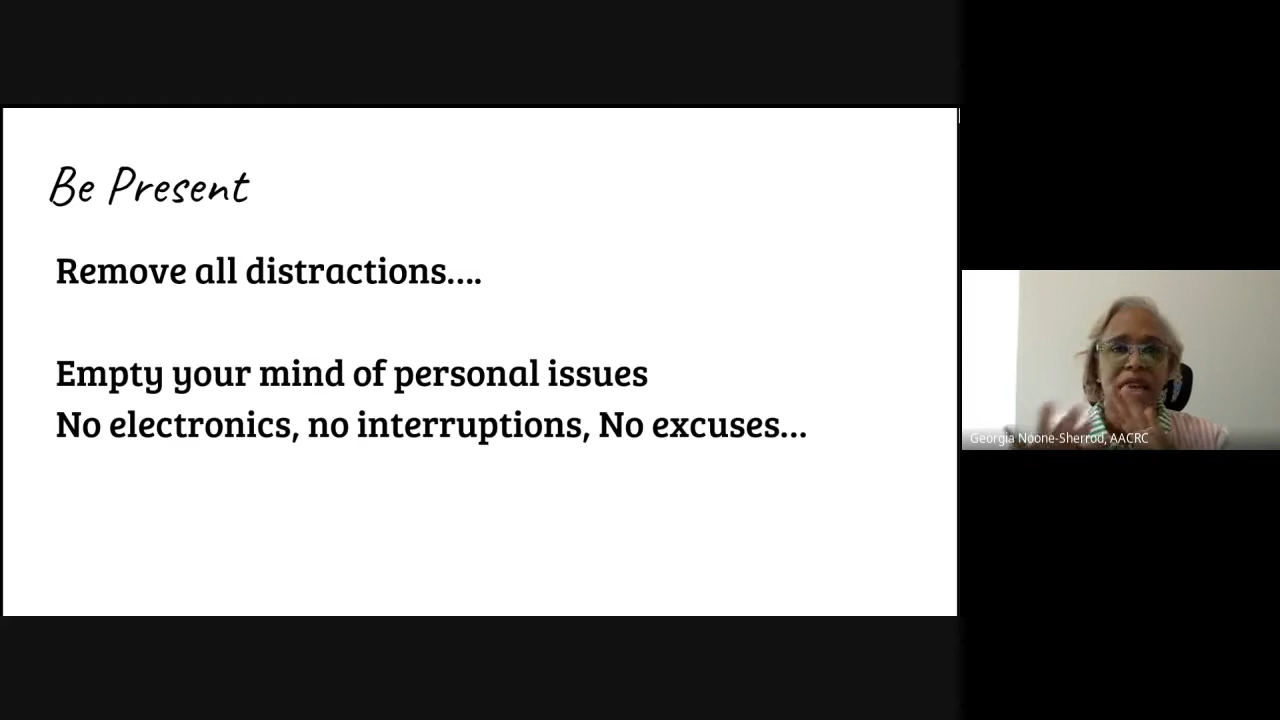 Be Present
Remove all distractions....
Empty your mind of personal issues
No electronics, no interruptions, No excuses...
Georgia Noone-Sherrod, AACRC